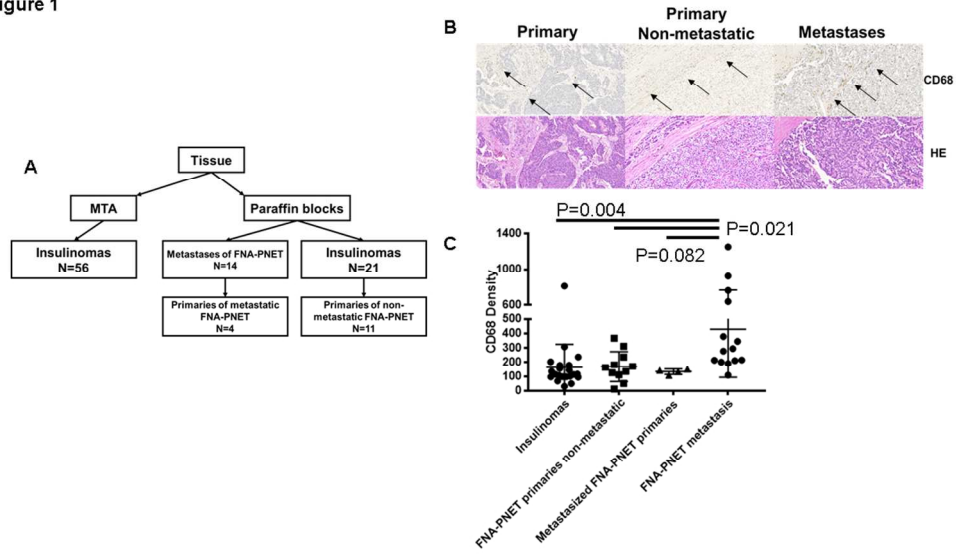 igure 1
A
Tissue
MTA
Paraffin blocks
Insulinomas
N=56
Metastases of FNA-PNET
N=14
Insulinomas
N=21
Primaries of metastatic
FNA-PNET
N=4
Primaries of non-
metastatic FNA-PNET
N=11
B
Primary
Primary
Non-metastatic
Metastases
CD68
HE
C
P=0.004
P=0.021
P=0.082
CD68 Density
1400
1000
600
500
400
300
200
100
0
Insulinomas
FNA-PNET primaries non-metastatic
Metastasized FNA-PNET primaries
FNA-PNET metastasis